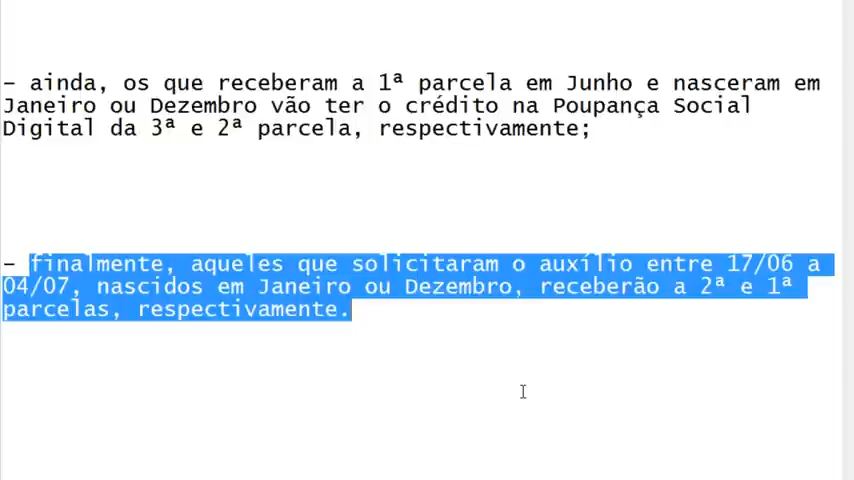 – ainda, os que receberam a 1ª parcela em Junho e nasceram em
Janeiro ou Dezembro vão ter o crédito na Poupança Social
Digital da 3ª e 2ª parcela, respectivamente;
– finalmente, aqueles que solicitaram o auxílio entre 17/06 a
04/07, nascidos em Janeiro ou Dezembro, receberão a 2ª e 1ª
parcelas, respectivamente.